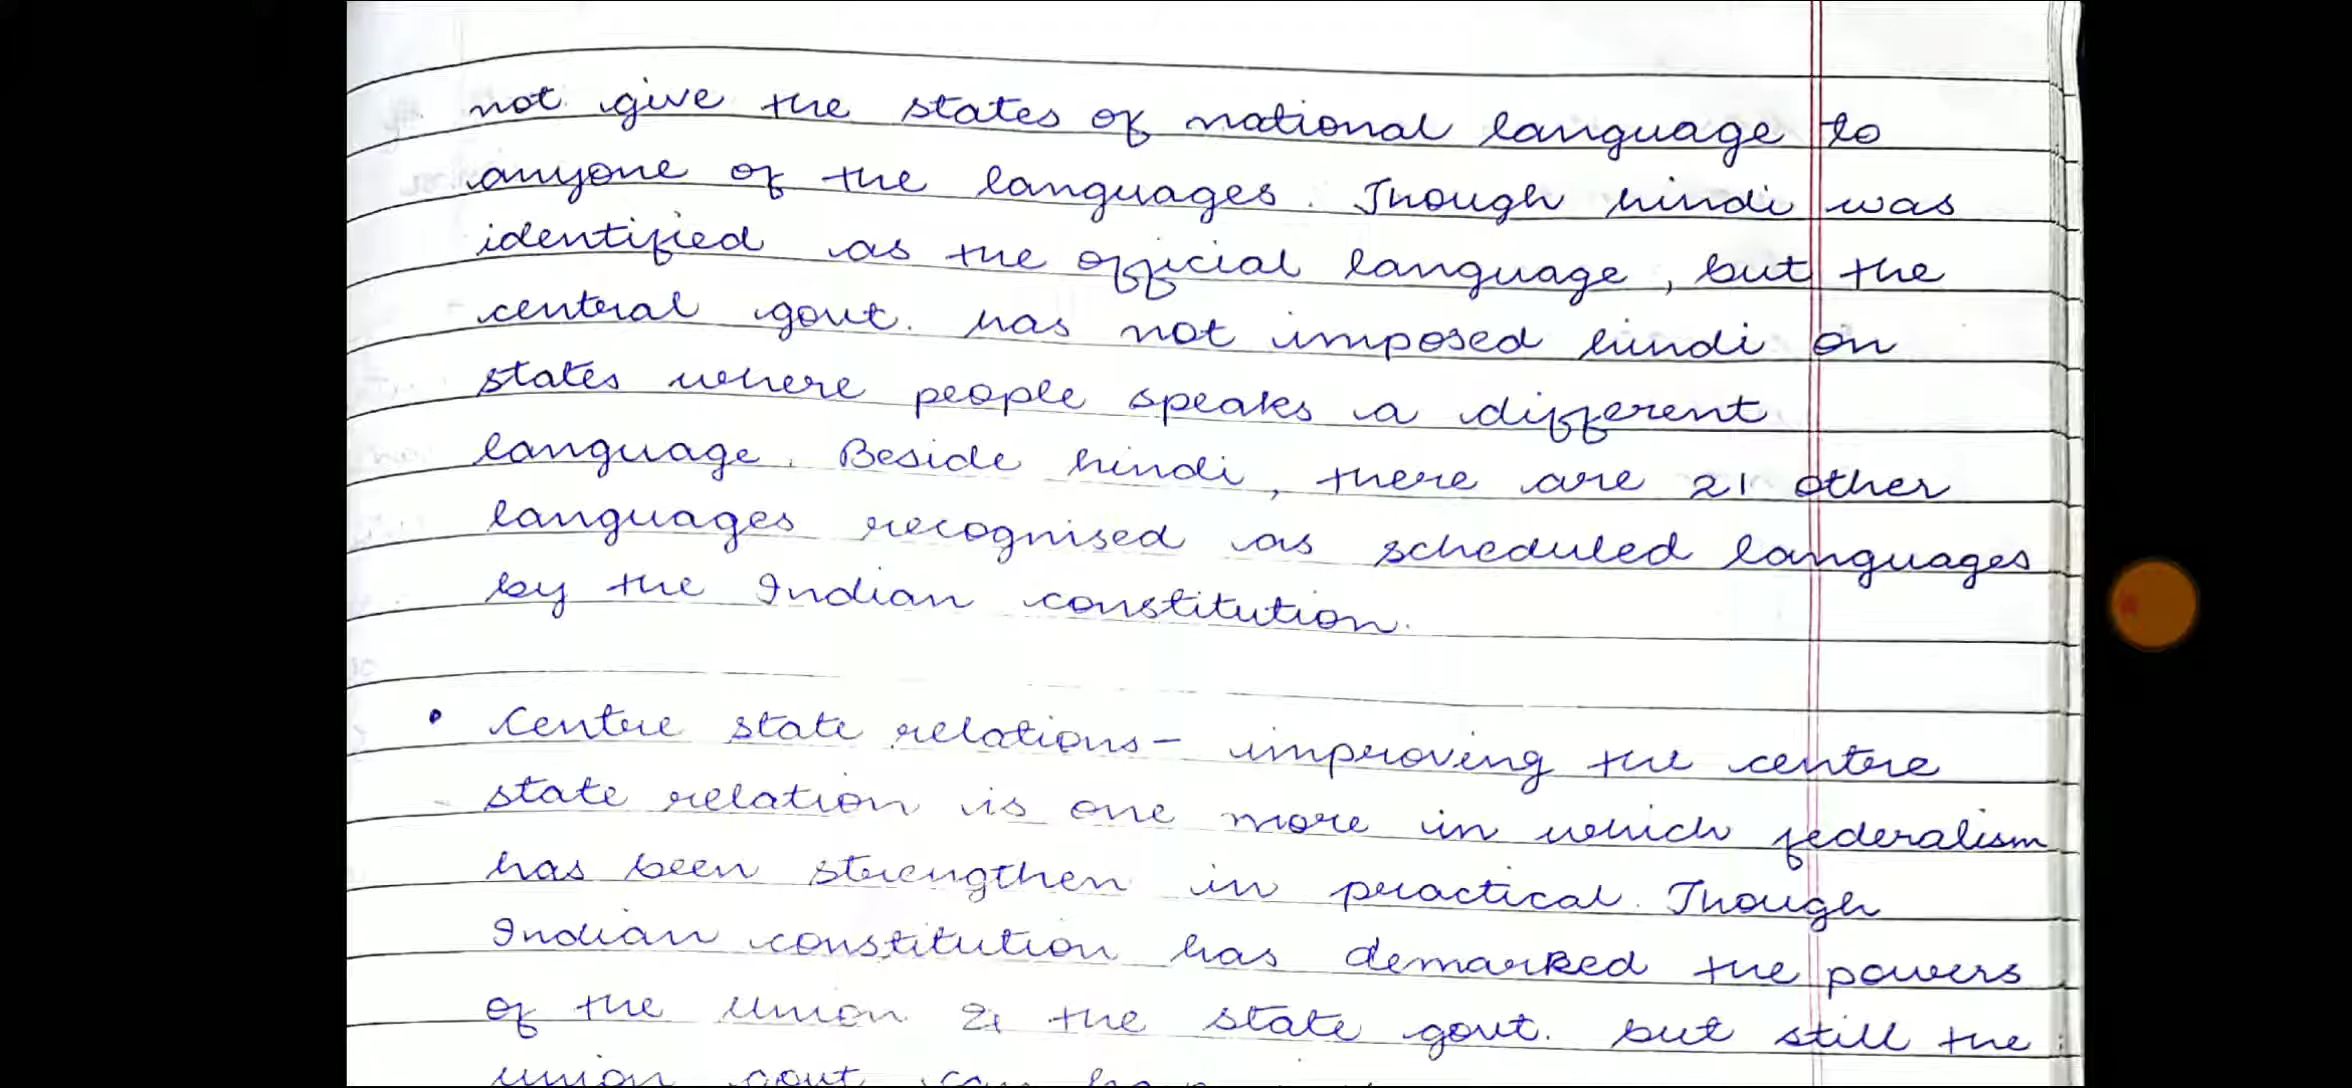 not give the states of national language to
anyone of the languages. Though hindi was
identified as the official language, but the
central govt. has not imposed hindi on
states where people speaks a different
language. Beside hindi, there are 21 other
languages recognised as scheduled languages
by the Indian constitution.
• Centre state relations - improving the centre
state relation is one more in which federalism
has been strengthen in practical. Though
Indian constitution has demarked the powers
of the union & the state govt. but still the
union govt. can